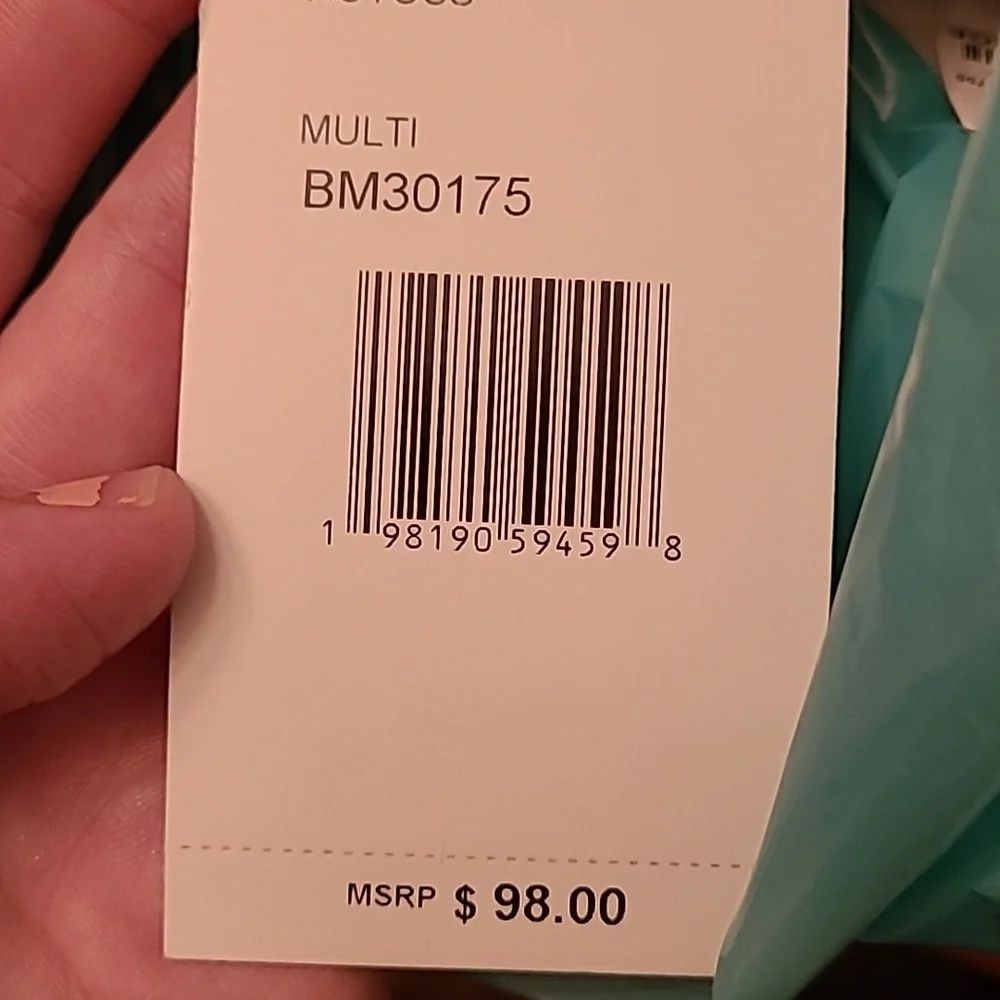 MULTI
BM30175
1 98190 59459 8
MSRP $ 98.00